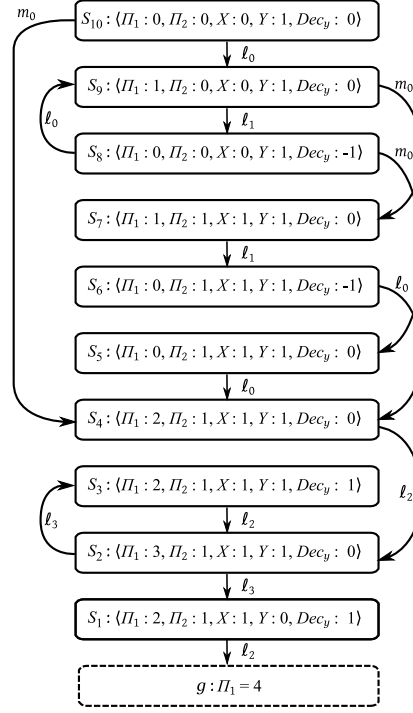 m₀
S₁₀: ⟨Π₁: 0, Π₂: 0, X: 0, Y: 1, Dec_y: 0⟩
ℓ₀
S₉: ⟨Π₁: 1, Π₂: 0, X: 0, Y: 1, Dec_y: 0⟩
m₀
ℓ₀
ℓ₁
S₈: ⟨Π₁: 0, Π₂: 0, X: 0, Y: 1, Dec_y: -1⟩
m₀
S₇: ⟨Π₁: 1, Π₂: 1, X: 1, Y: 1, Dec_y: 0⟩
ℓ₁
S₆: ⟨Π₁: 0, Π₂: 1, X: 1, Y: 1, Dec_y: -1⟩
ℓ₀
S₅: ⟨Π₁: 0, Π₂: 1, X: 1, Y: 1, Dec_y: 0⟩
ℓ₀
S₄: ⟨Π₁: 2, Π₂: 1, X: 1, Y: 1, Dec_y: 0⟩
S₃: ⟨Π₁: 2, Π₂: 1, X: 1, Y: 1, Dec_y: 1⟩
ℓ₂
ℓ₃
ℓ₂
S₂: ⟨Π₁: 3, Π₂: 1, X: 1, Y: 1, Dec_y: 0⟩
ℓ₃
S₁: ⟨Π₁: 2, Π₂: 1, X: 1, Y: 0, Dec_y: 1⟩
ℓ₂
g: Π₁ = 4